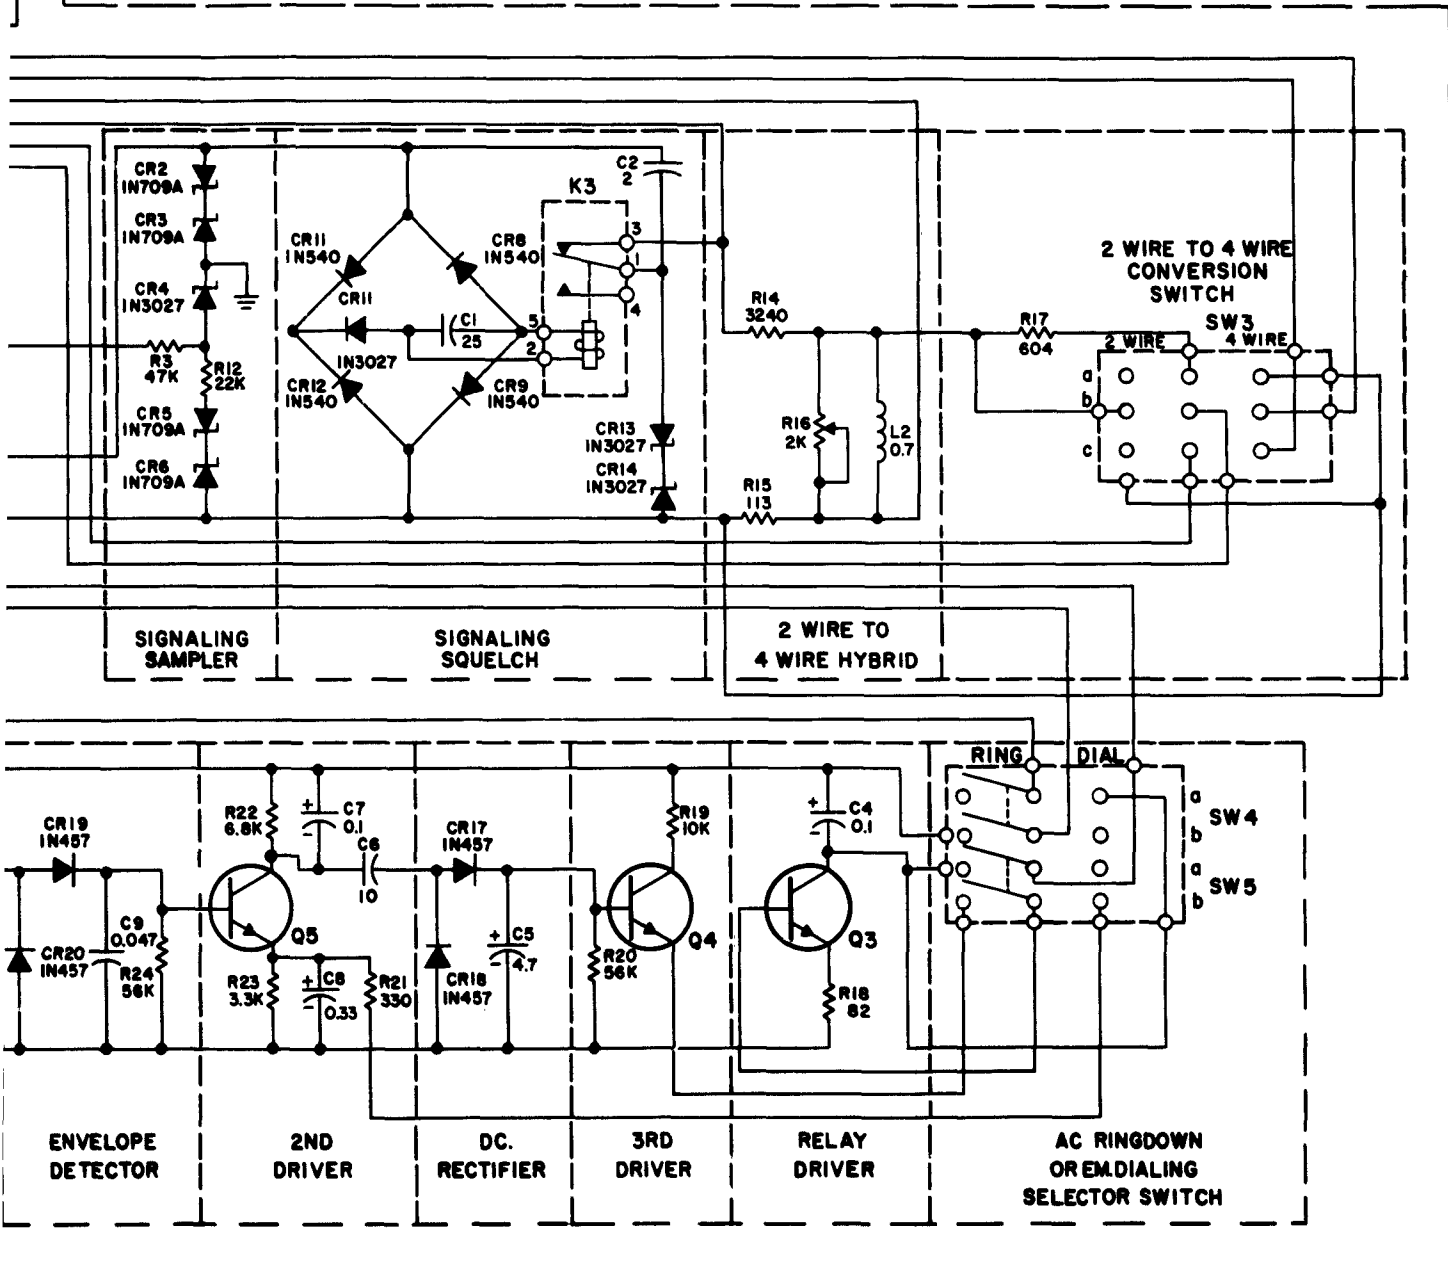 CR2
IN709A
CR3
IN709A
CR4
IN3027
R3
47K
R12
22K
CR5
IN709A
CR6
IN709A
CR11
IN540
CR8
IN540
CR11
IN3027
C1
25
CR12
IN540
CR9
IN540
K3
3
1
4
5
2
C2
2
CR13
IN3027
CR14
IN3027
R14
3240
R16
2K
L2
0.7
R15
113
R17
604
2 WIRE TO 4 WIRE
CONVERSION
SWITCH
SW3
2 WIRE
4 WIRE
a
b
c
SIGNALING
SAMPLER
SIGNALING
SQUELCH
2 WIRE TO
4 WIRE HYBRID
CR19
IN457
CR20
IN457
C9
0.047
R24
56K
R22
6.8K
C7
0.1
+
-
C6
10
Q5
R23
3.3K
C8
0.33
+
-
R21
330
CR17
IN457
CR18
IN457
C5
4.7
+
-
R19
10K
Q4
R20
56K
C4
0.1
+
-
Q3
R18
82
RING
DIAL
a
b
SW4
a
b
SW5
ENVELOPE
DETECTOR
2ND
DRIVER
DC.
RECTIFIER
3RD
DRIVER
RELAY
DRIVER
AC RINGDOWN
OR EM.DIALING
SELECTOR SWITCH